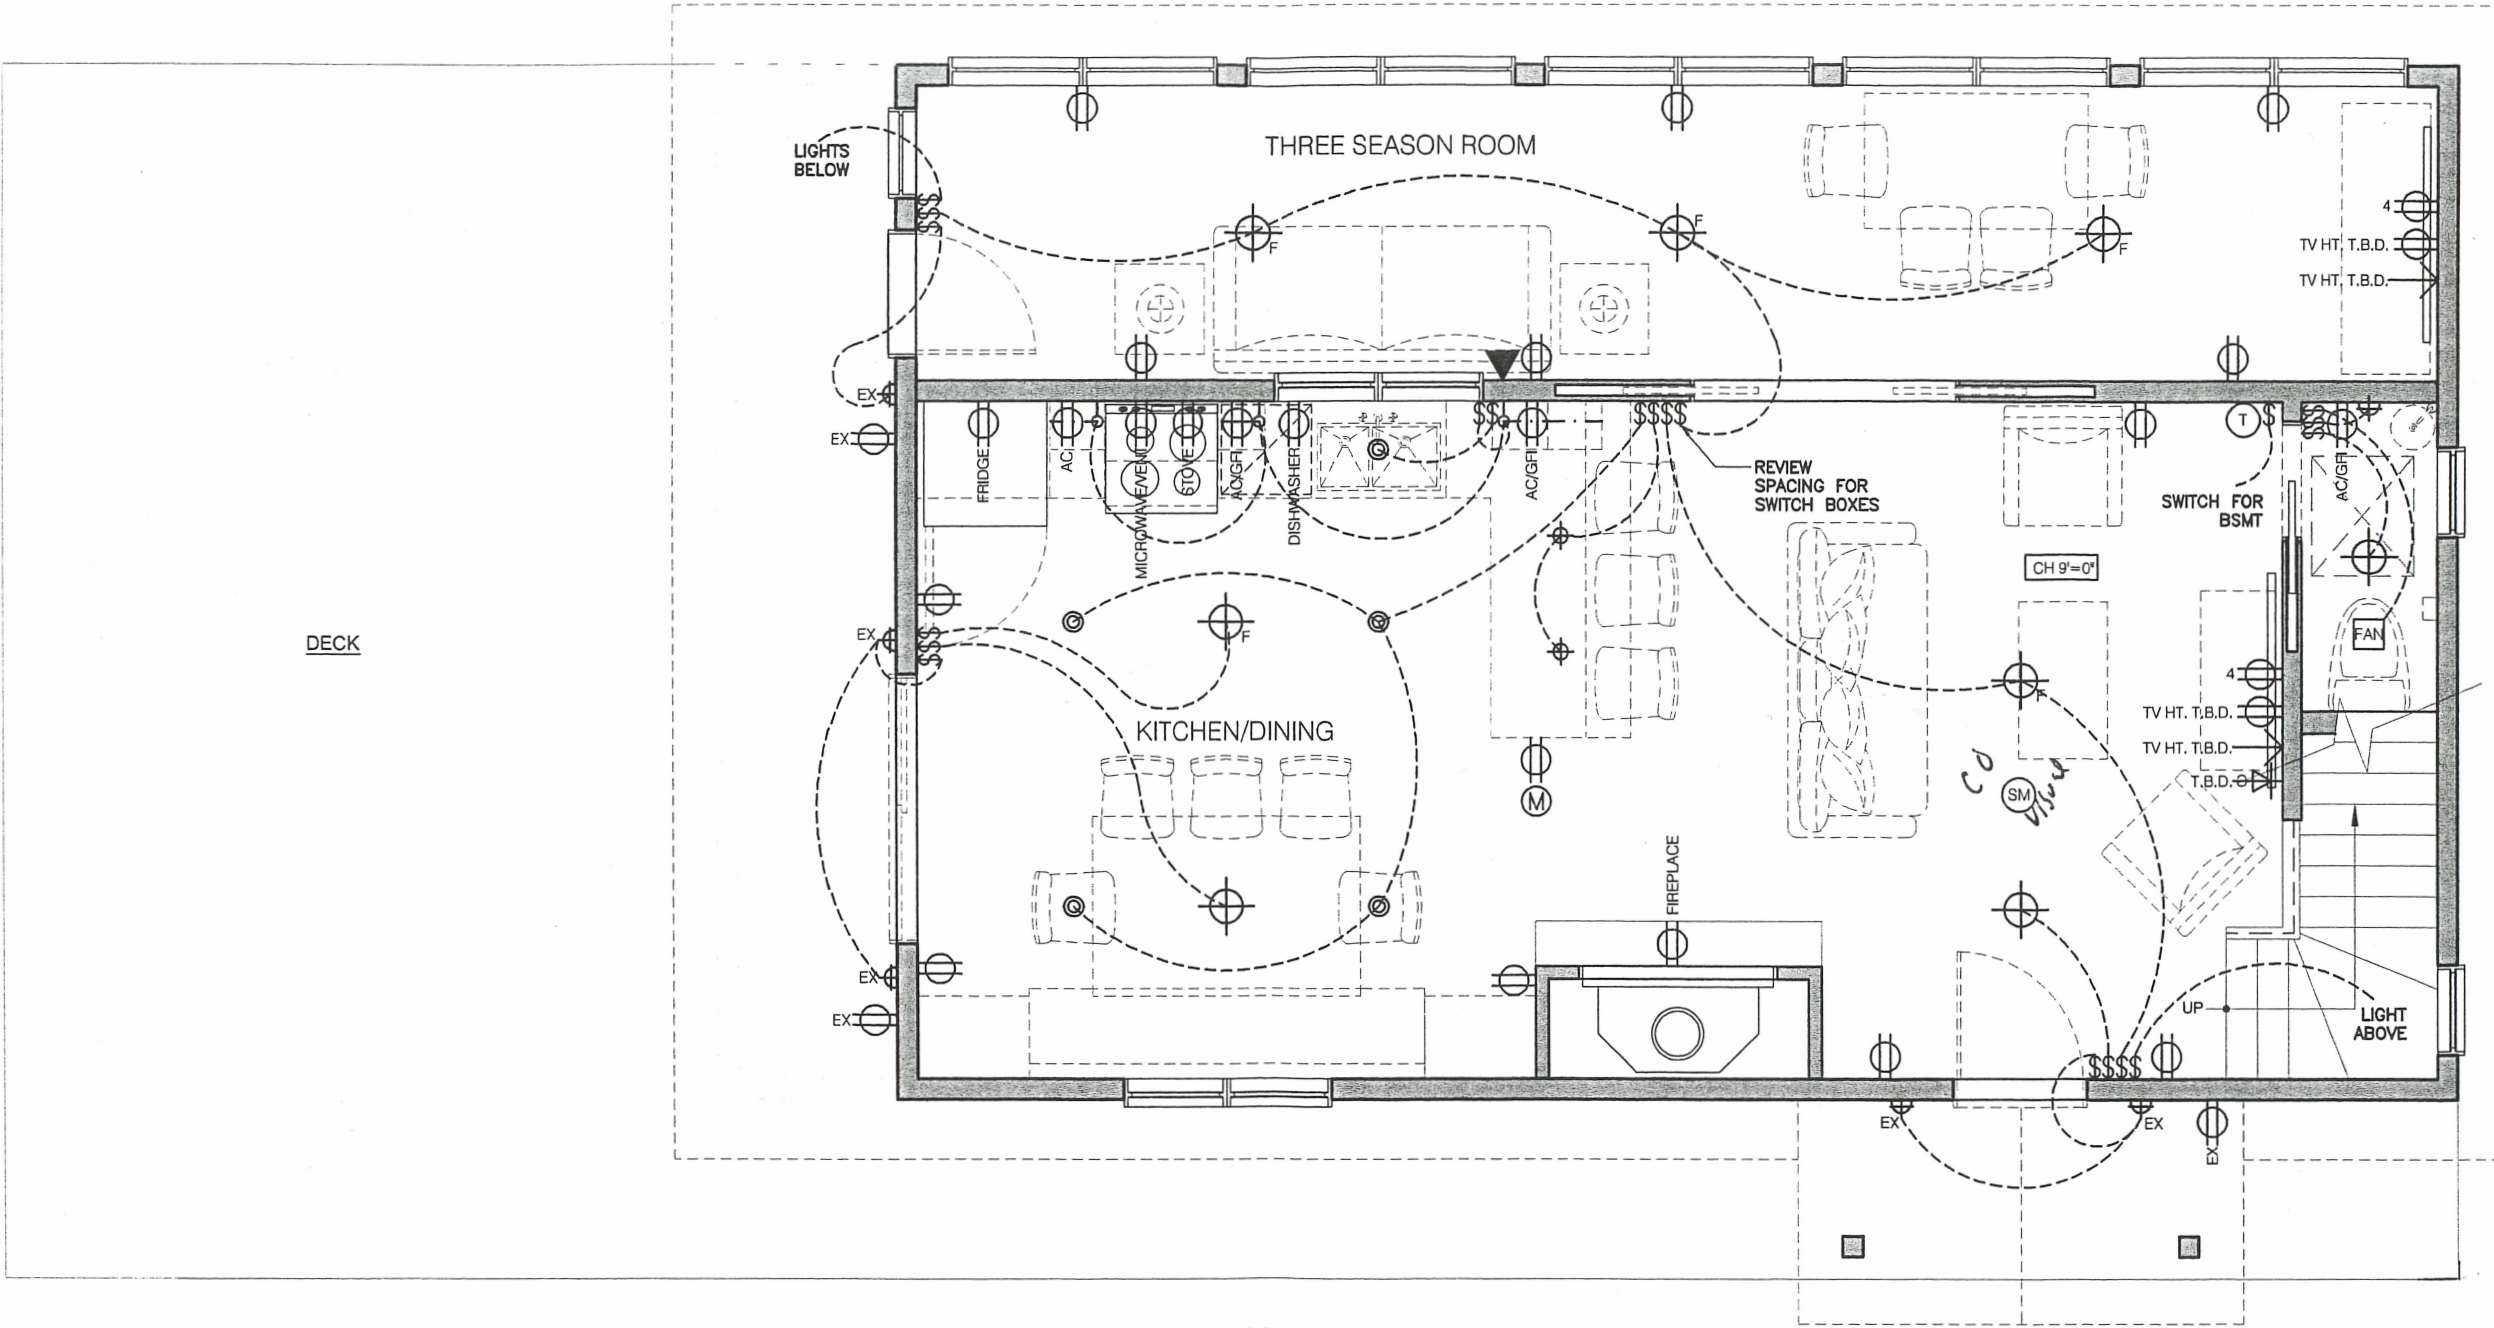 THREE SEASON ROOM
LIGHTS
BELOW
$$$
F
F
F
4
TV HT. T.B.D.
TV HT. T.B.D.
EX
EX
FRIDGE
AC
MICROWAVE/VENT
STOVE
AC/GFI
DISHWASHER
$$
AC/GFI
$$$$
REVIEW
SPACING FOR
SWITCH BOXES
T
$
SWITCH FOR
BSMT
$$$
AC/GFI
CH 9'=0"
FAN
DECK
EX
$$$
F
F
KITCHEN/DINING
4
TV HT. T.B.D.
TV HT. T.B.D.
T.B.D.
M
CO
SM
FIREPLACE
EX
EX
UP
LIGHT
ABOVE
$$$$
EX
EX
EX